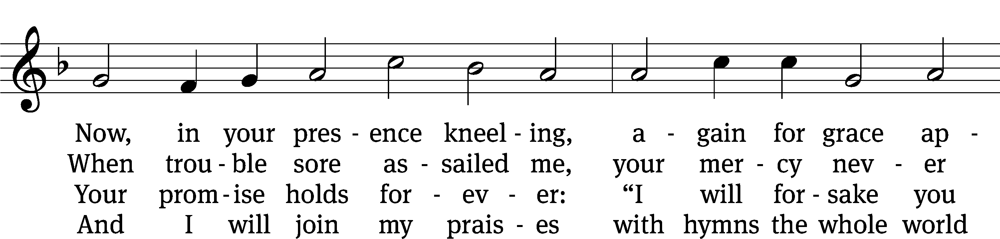 Now, in your pres - ence kneel - ing, a - gain for grace ap -
When trou - ble sore as - sailed me, your mer - cy nev - er
Your prom - ise holds for - ev - er: “I will for - sake you
And I will join my prais - es with hymns the whole world